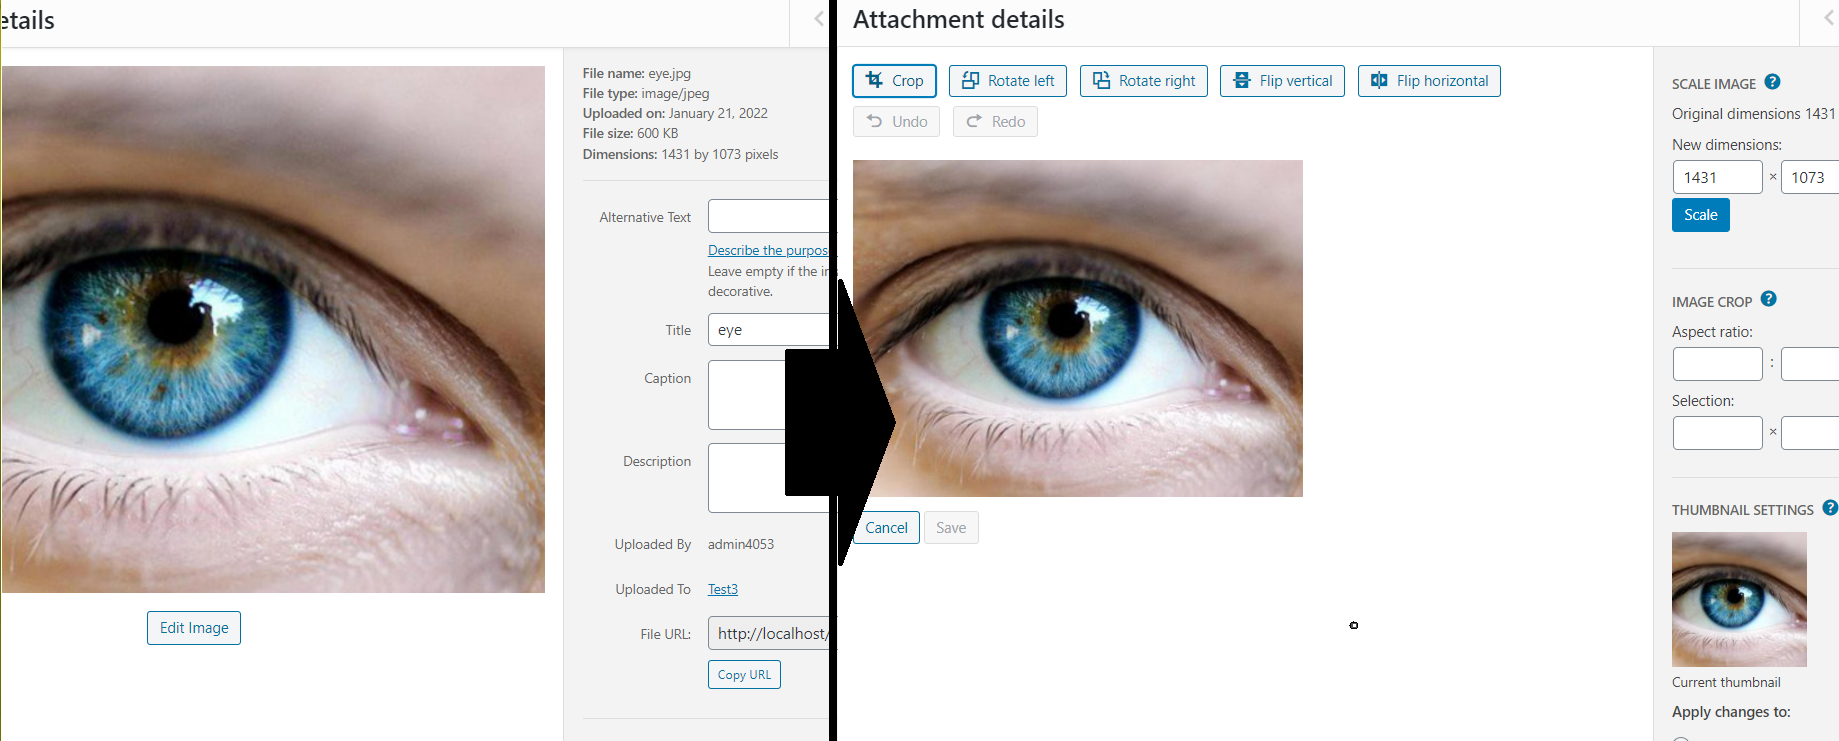 etails
File name: eye.jpg
File type: image/jpeg
Uploaded on: January 21, 2022
File size: 600 KB
Dimensions: 1431 by 1073 pixels
Alternative Text
Describe the purpos
Leave empty if the
decorative.
Title
eye
Caption
Description
Uploaded By admin4053
Uploaded To Test3
File URL: http://localhost/
Copy URL
Edit Image
Attachment details
Crop
Rotate left
Rotate right
Flip vertical
Flip horizontal
Undo
Redo
Cancel
Save
SCALE IMAGE ?
Original dimensions 1431
New dimensions:
1431 × 1073
Scale
IMAGE CROP ?
Aspect ratio:
:
Selection:
×
THUMBNAIL SETTINGS ?
Current thumbnail
Apply changes to: